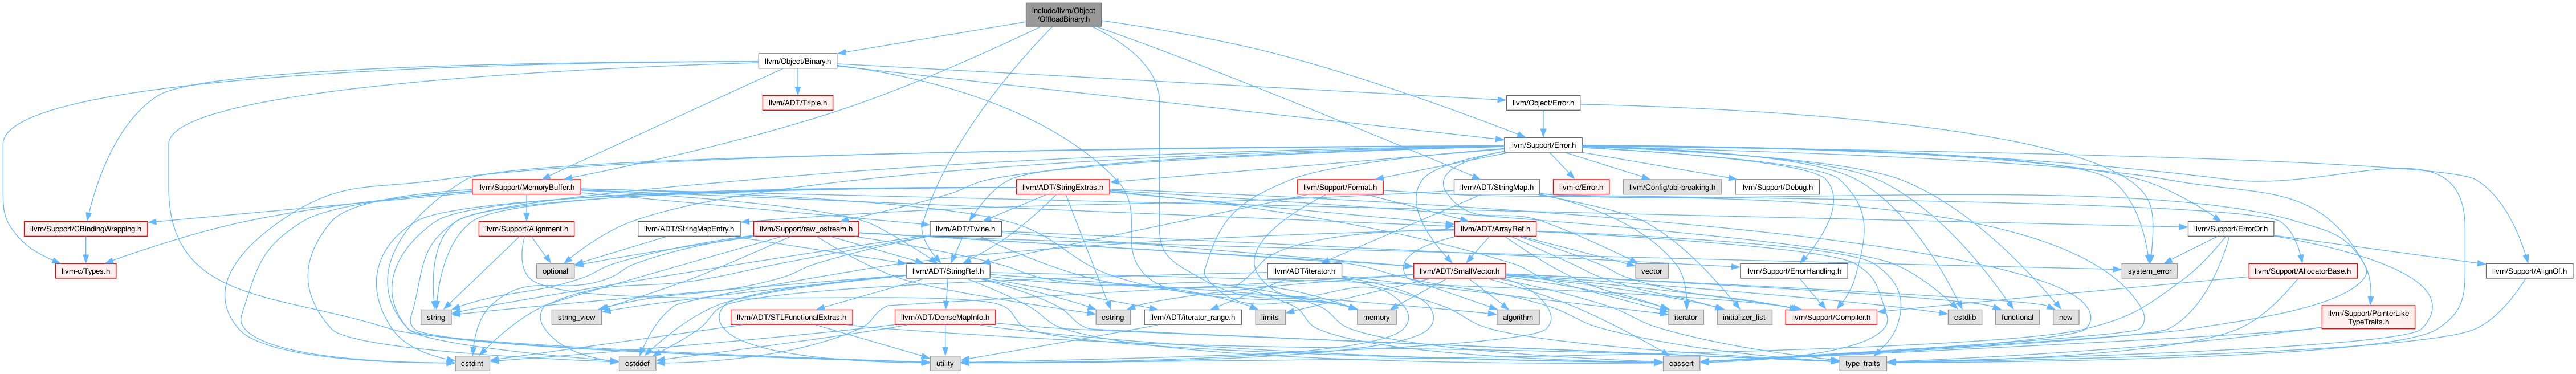 include/llvm/Object
/OffloadBinary.h
llvm/Object/Binary.h
llvm/ADT/Triple.h
llvm/Object/Error.h
llvm/Support/Error.h
llvm/Support/MemoryBuffer.h
llvm/ADT/StringExtras.h
llvm/Support/Format.h
llvm/ADT/StringMap.h
llvm-c/Error.h
llvm/Config/abi-breaking.h
llvm/Support/Debug.h
llvm/Support/CBindingWrapping.h
llvm/Support/Alignment.h
llvm/ADT/StringMapEntry.h
llvm/Support/raw_ostream.h
llvm/ADT/Twine.h
llvm/ADT/ArrayRef.h
llvm/Support/ErrorOr.h
llvm-c/Types.h
optional
llvm/ADT/StringRef.h
llvm/ADT/iterator.h
llvm/ADT/SmallVector.h
llvm/Support/ErrorHandling.h
vector
system_error
llvm/Support/AllocatorBase.h
llvm/Support/AlignOf.h
string
string_view
llvm/ADT/STLFunctionalExtras.h
llvm/ADT/DenseMapInfo.h
llvm/ADT/iterator_range.h
cstring
limits
memory
algorithm
iterator
initializer_list
llvm/Support/Compiler.h
cstdlib
functional
new
llvm/Support/PointerLike
TypeTraits.h
cstdint
cstddef
utility
cassert
type_traits